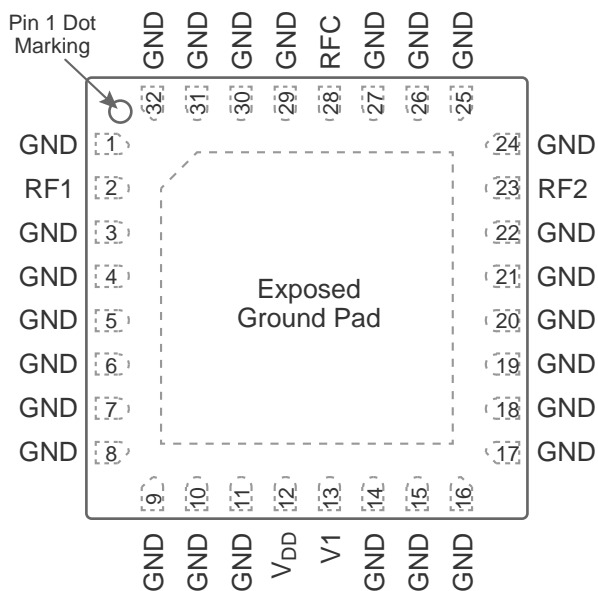 Pin 1 Dot
Marking
GND GND GND GND RFC GND GND GND
32 31 30 29 28 27 26 25
GND 1 24 GND
RF1 2 23 RF2
GND 3 22 GND
GND 4 21 GND
GND 5 20 GND
GND 6 19 GND
GND 7 18 GND
GND 8 17 GND
Exposed
Ground Pad
9 10 11 12 13 14 15 16
GND GND GND VDD V1 GND GND GND